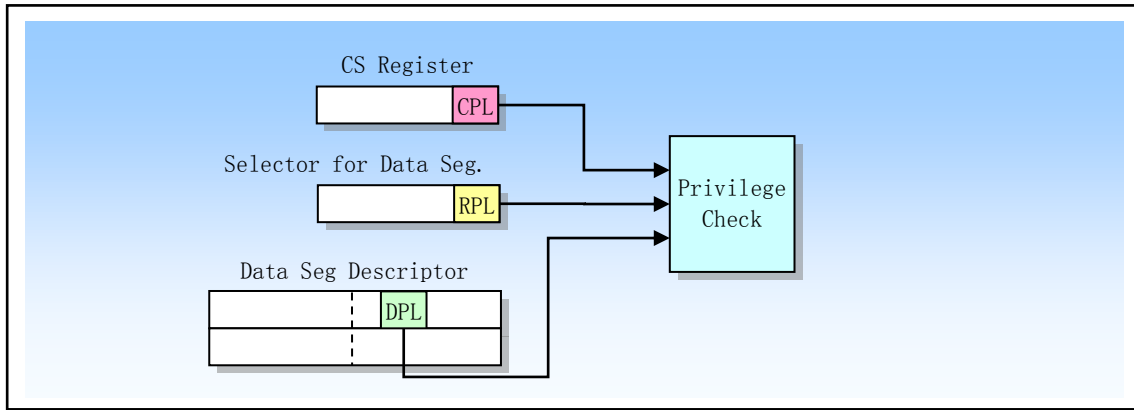 CS Register
CPL
Selector for Data Seg.
RPL
Privilege
Check
Data Seg Descriptor
DPL